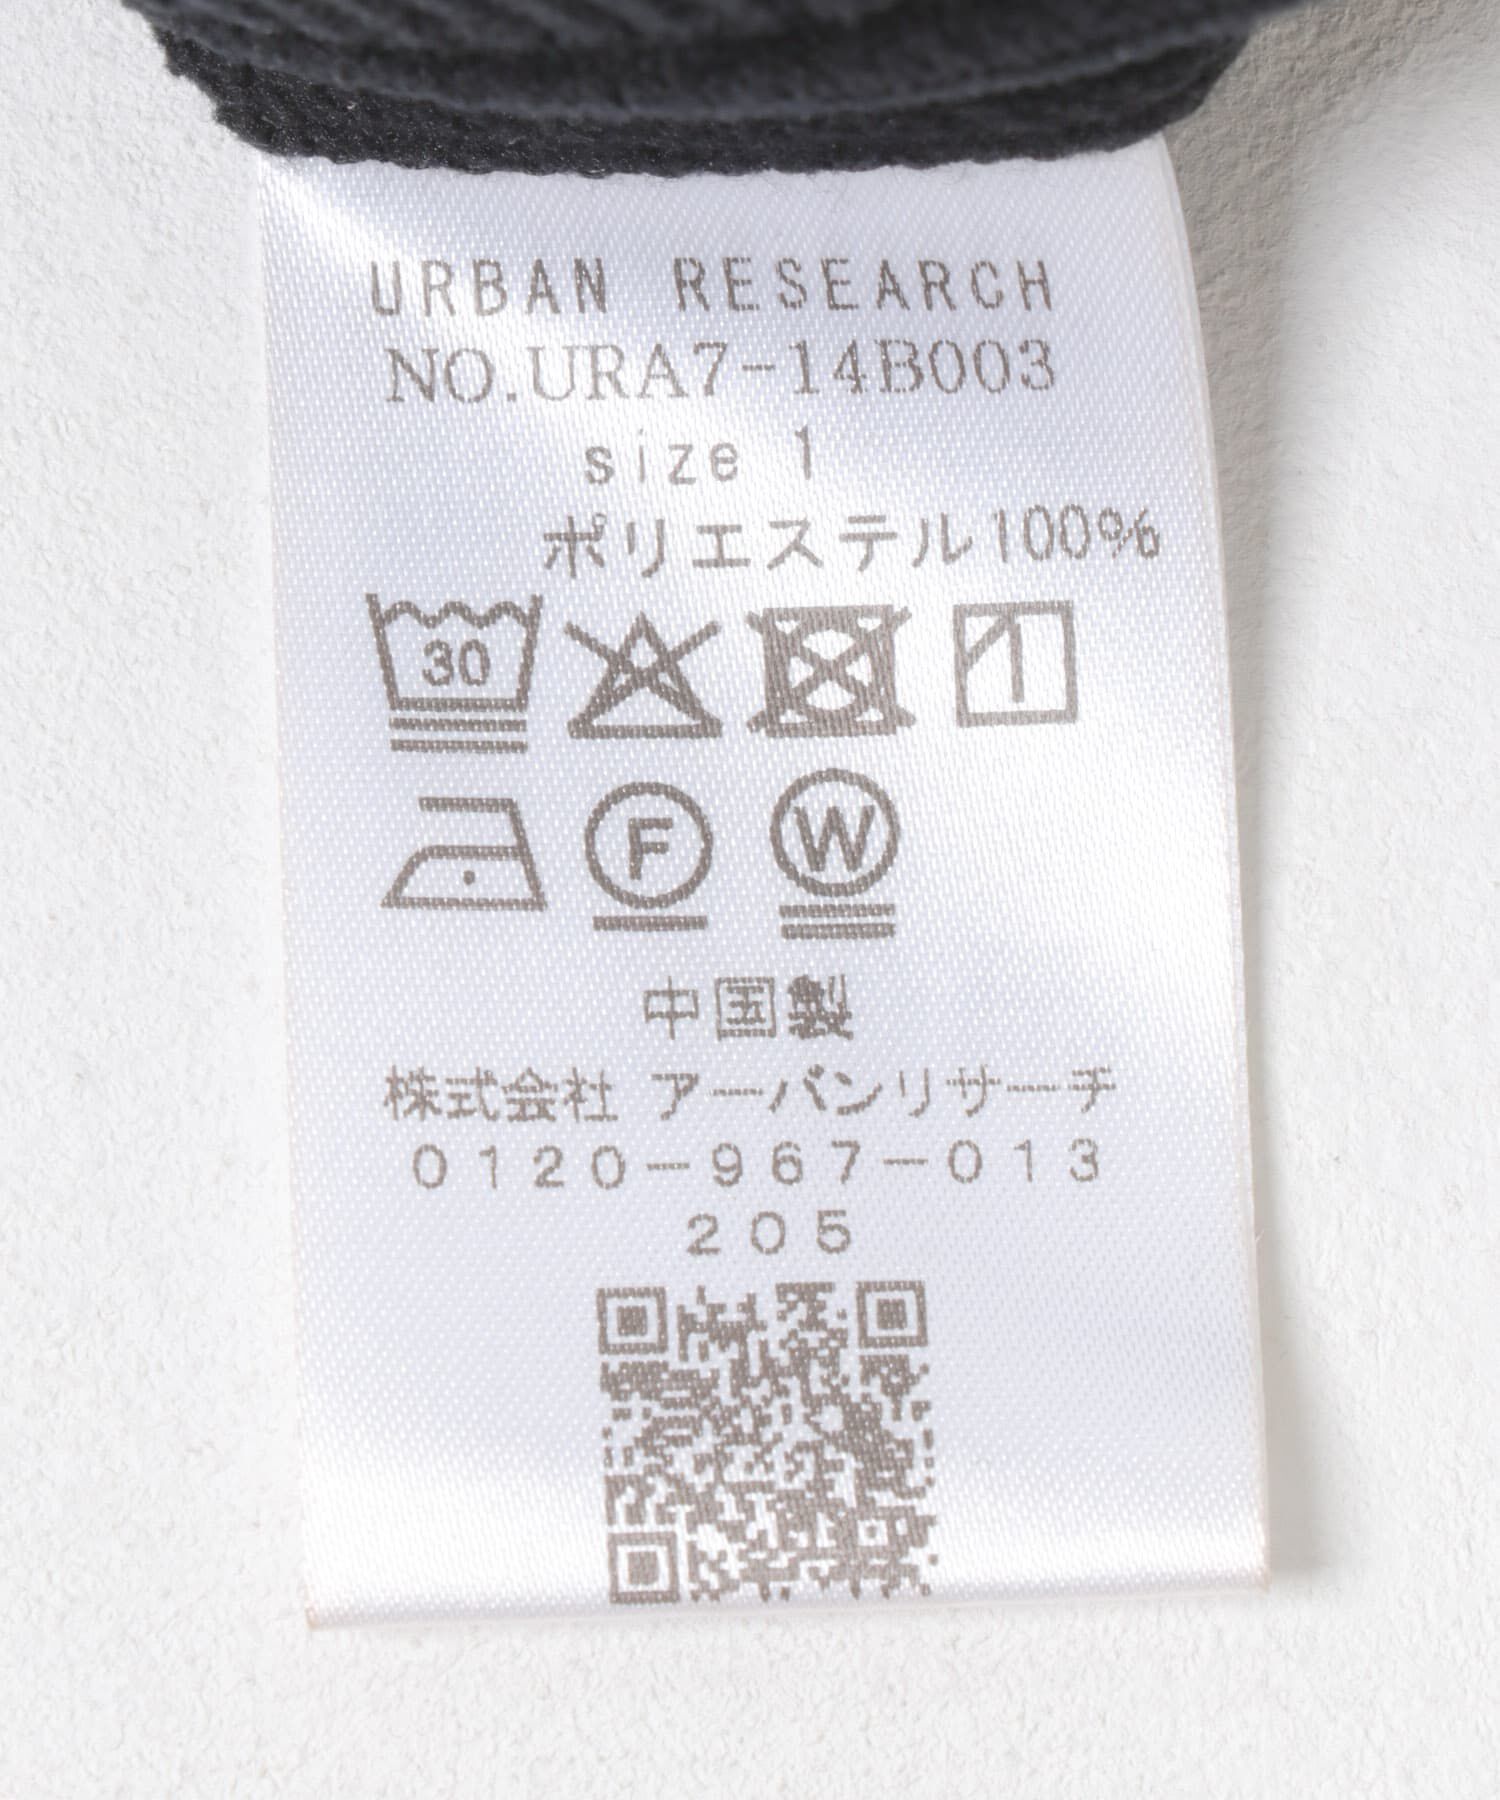 URBAN RESEARCH
NO.URA7-14B003
size 1
ポリエステル100%
30
F
W
中国製
株式会社 アーバンリサーチ
0120-967-013
205